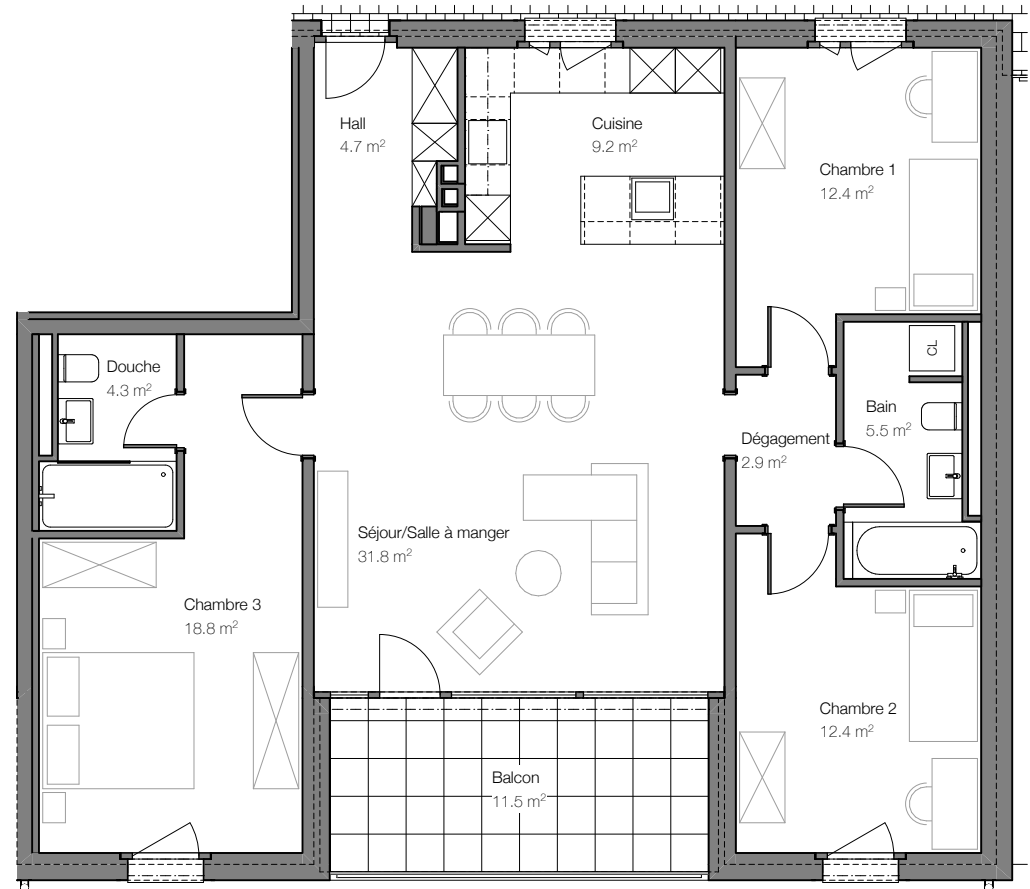 Hall
4.7 m²
Cuisine
9.2 m²
Chambre 1
12.4 m²
Douche
4.3 m²
CL
Bain
5.5 m²
Dégagement
2.9 m²
Séjour/Salle à manger
31.8 m²
Chambre 3
18.8 m²
Chambre 2
12.4 m²
Balcon
11.5 m²